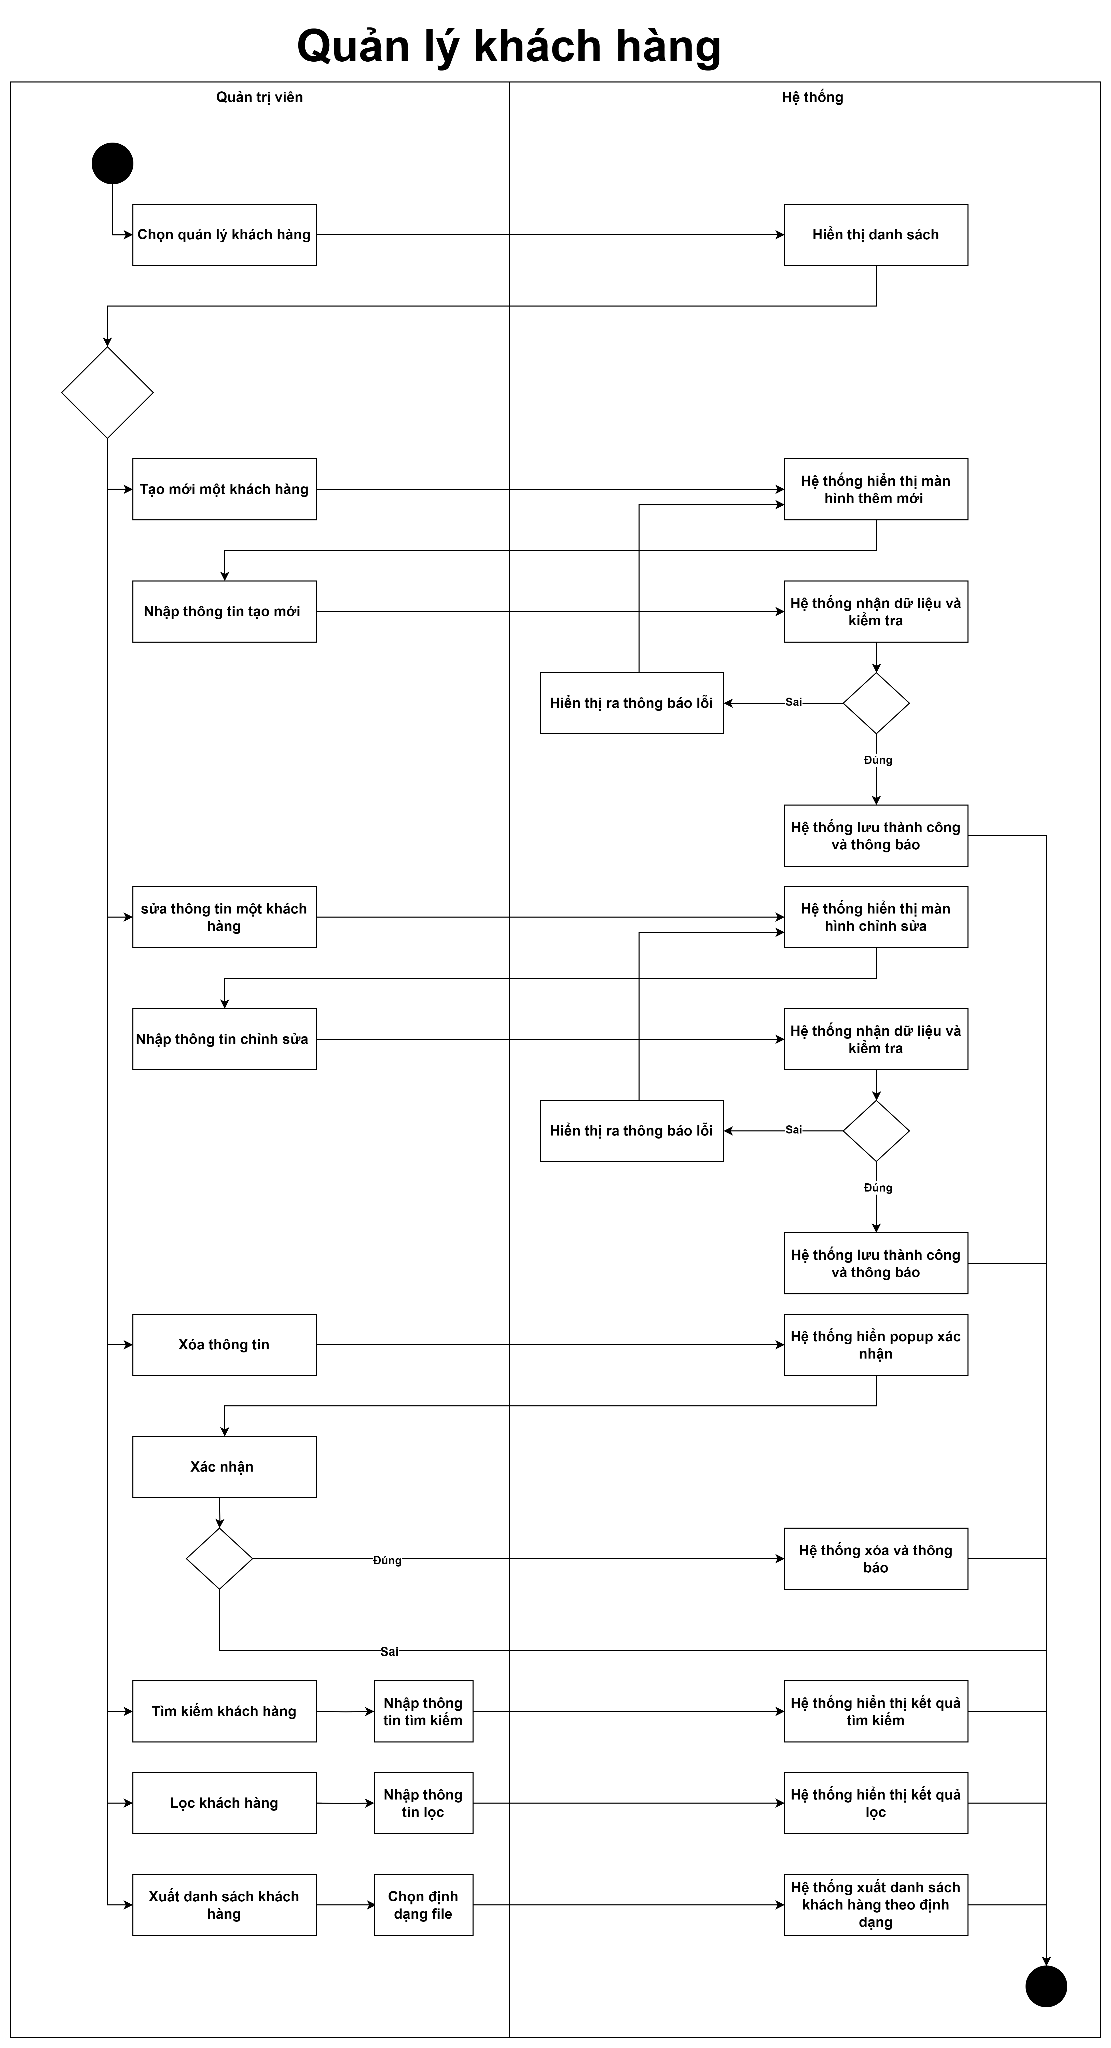 Quản lý khách hàng
Quản trị viên
Hệ thống
Chọn quản lý khách hàng
Hiển thị danh sách
Tạo mới một khách hàng
Hệ thống hiển thị màn
hình thêm mới
Nhập thông tin tạo mới
Hệ thống nhận dữ liệu và
kiểm tra
Hiển thị ra thông báo lỗi
Sai
Đúng
Hệ thống lưu thành công
và thông báo
sửa thông tin một khách
hàng
Hệ thống hiển thị màn
hình chỉnh sửa
Nhập thông tin chỉnh sửa
Hệ thống nhận dữ liệu và
kiểm tra
Hiển thị ra thông báo lỗi
Sai
Đúng
Hệ thống lưu thành công
và thông báo
Xóa thông tin
Hệ thống hiển popup xác
nhận
Xác nhận
Đúng
Hệ thống xóa và thông
báo
Sai
Tìm kiếm khách hàng
Nhập thông
tin tìm kiếm
Hệ thống hiển thị kết quả
tìm kiếm
Lọc khách hàng
Nhập thông
tin lọc
Hệ thống hiển thị kết quả
lọc
Xuất danh sách khách
hàng
Chọn định
dạng file
Hệ thống xuất danh sách
khách hàng theo định
dạng